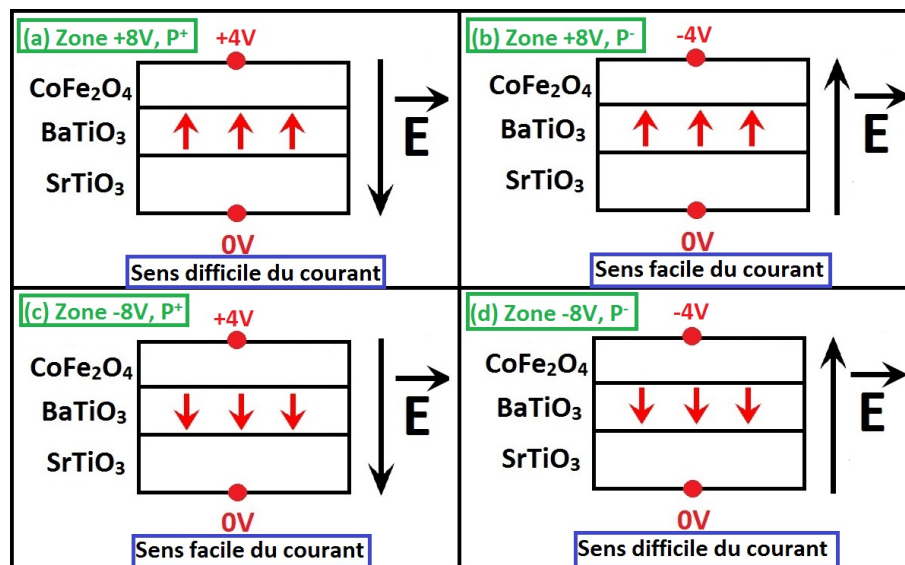 (a) Zone +8V, P⁺
+4V
CoFe₂O₄
BaTiO₃
SrTiO₃
E
0V
Sens difficile du courant
(b) Zone +8V, P⁻
-4V
CoFe₂O₄
BaTiO₃
SrTiO₃
E
0V
Sens facile du courant
(c) Zone -8V, P⁺
+4V
CoFe₂O₄
BaTiO₃
SrTiO₃
E
0V
Sens facile du courant
(d) Zone -8V, P⁻
-4V
CoFe₂O₄
BaTiO₃
SrTiO₃
E
0V
Sens difficile du courant